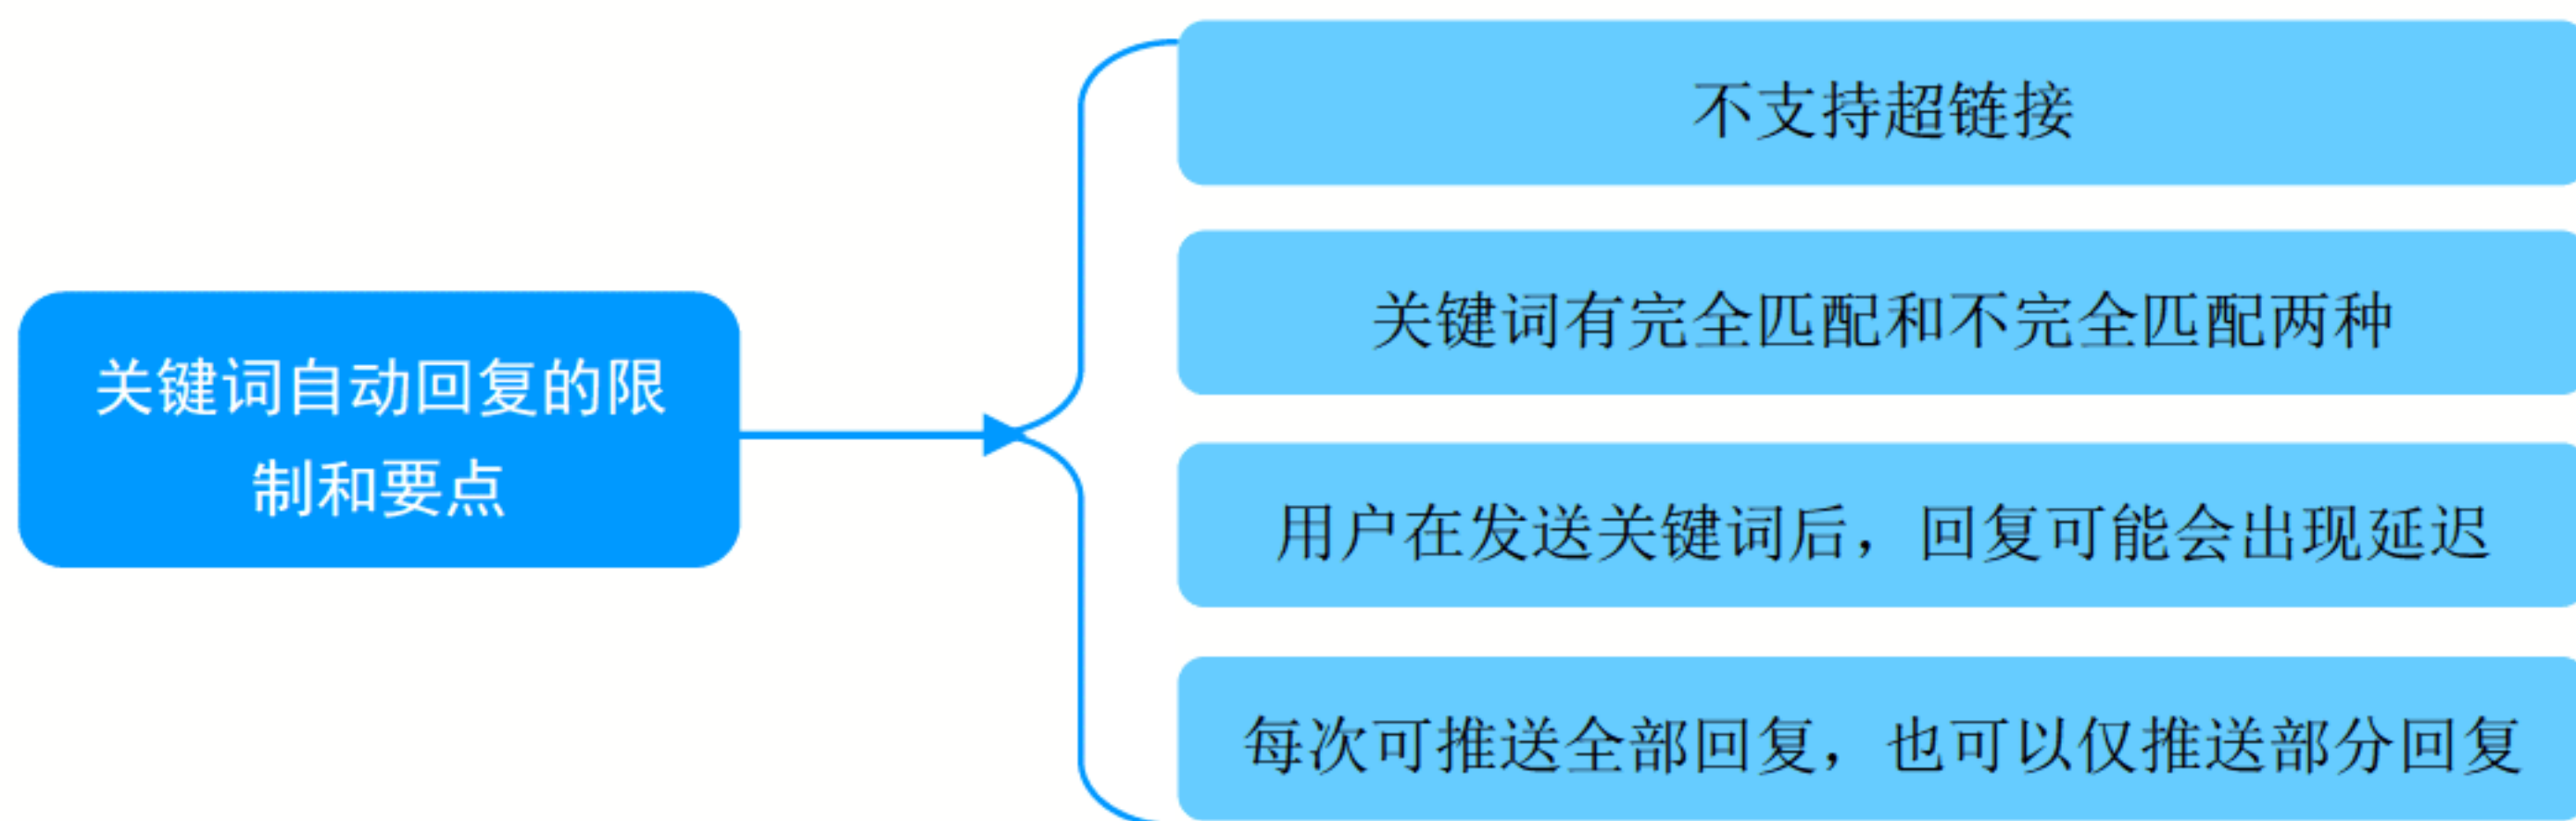 关键词自动回复的限
制和要点
不支持超链接
关键词有完全匹配和不完全匹配两种
用户在发送关键词后，回复可能会出现延迟
每次可推送全部回复，也可以仅推送部分回复